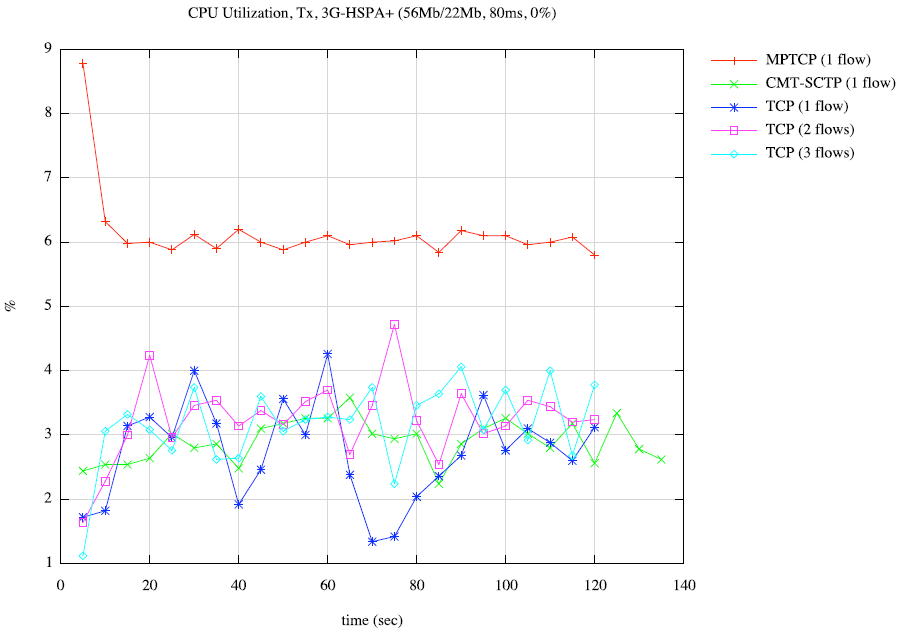 CPU Utilization, Tx, 3G-HSPA+ (56Mb/22Mb, 80ms, 0%)
MPTCP (1 flow)
CMT-SCTP (1 flow)
TCP (1 flow)
TCP (2 flows)
TCP (3 flows)
9
8
7
6
5
4
3
2
1
%
0
20
40
60
80
100
120
140
time (sec)